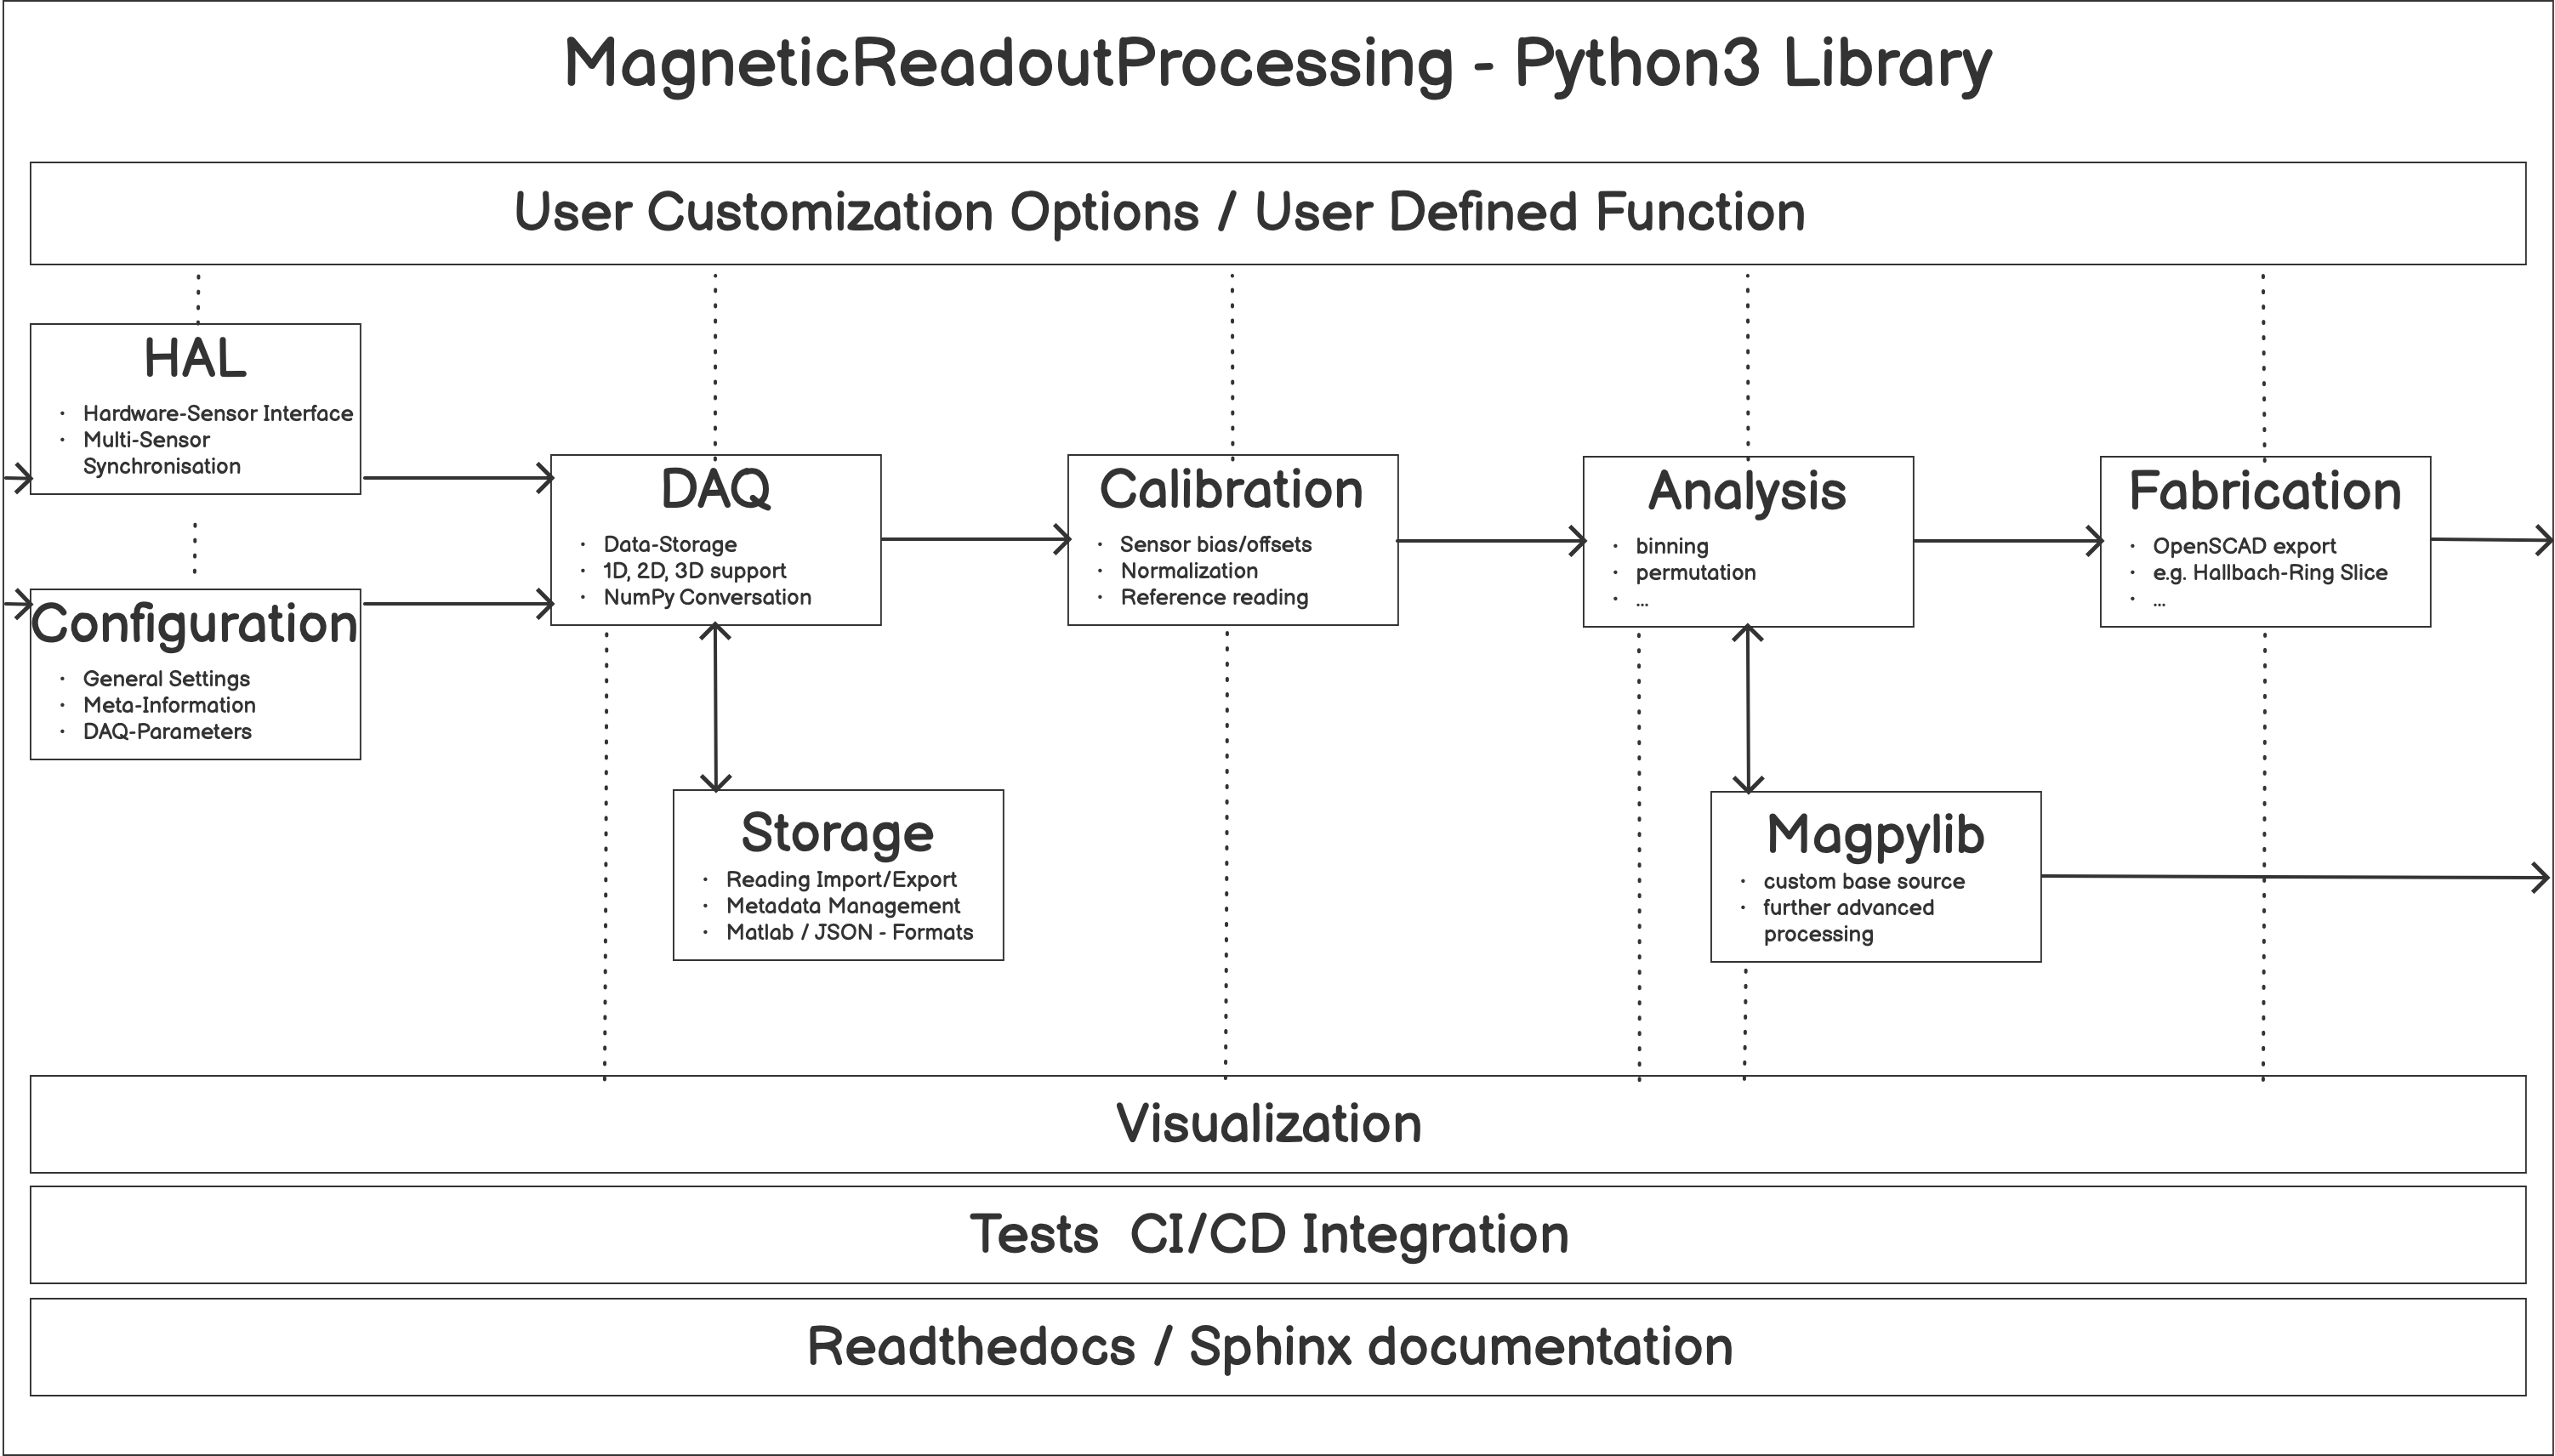 MagneticReadoutProcessing - Python3 Library
User Customization Options / User Defined Function
HAL
· Hardware-Sensor Interface
· Multi-Sensor
Synchronisation
Configuration
· General Settings
· Meta-Information
· DAQ-Parameters
DAQ
· Data-Storage
· 1D, 2D, 3D support
· NumPy Conversation
Storage
· Reading Import/Export
· Metadata Management
· Matlab / JSON - Formats
Calibration
· Sensor bias/offsets
· Normalization
· Reference reading
Analysis
· binning
· permutation
· ...
Magpylib
· custom base source
· further advanced
processing
Fabrication
· OpenSCAD export
· e.g. Hallbach-Ring Slice
· ...
Visualization
Tests  CI/CD Integration
Readthedocs / Sphinx documentation